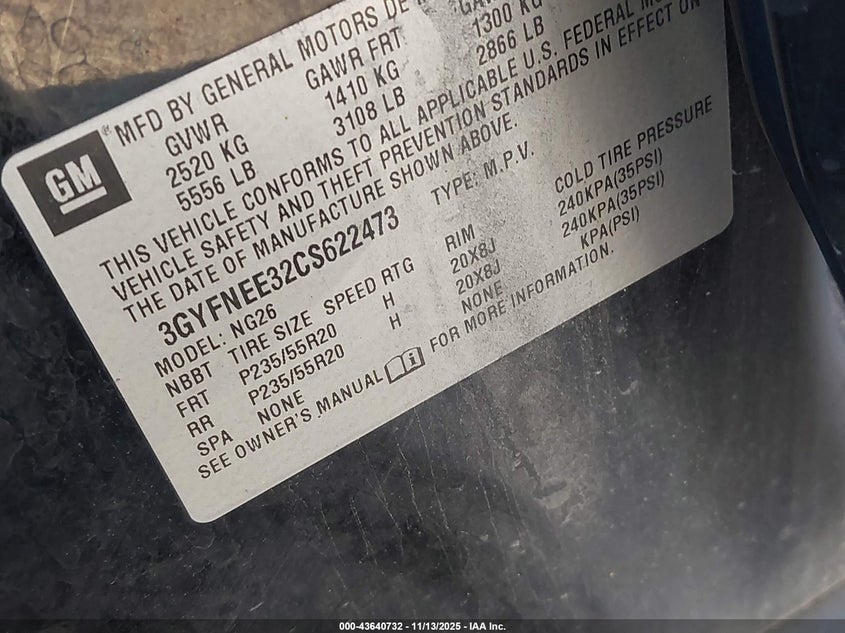 GM
® MFD BY GENERAL MOTORS DE
GVWR GAWR FRT
2520 KG 1410 KG 1300 KG
5556 LB 3108 LB 2866 LB
THIS VEHICLE CONFORMS TO ALL APPLICABLE U.S. FEDERAL
VEHICLE SAFETY AND THEFT PREVENTION STANDARDS IN EFFECT ON
THE DATE OF MANUFACTURE SHOWN ABOVE.
3GYFNEE32CS622473 TYPE: M.P.V.
MODEL: NG26
NBBT TIRE SIZE SPEED RTG RIM COLD TIRE PRESSURE
FRT P235/55R20 H 20X8J 240KPA(35PSI)
RR P235/55R20 H 20X8J 240KPA(35PSI)
SPA NONE NONE KPA(PSI)
SEE OWNER'S MANUAL FOR MORE INFORMATION.
000-43640732 - 11/13/2025 - IAA Inc.